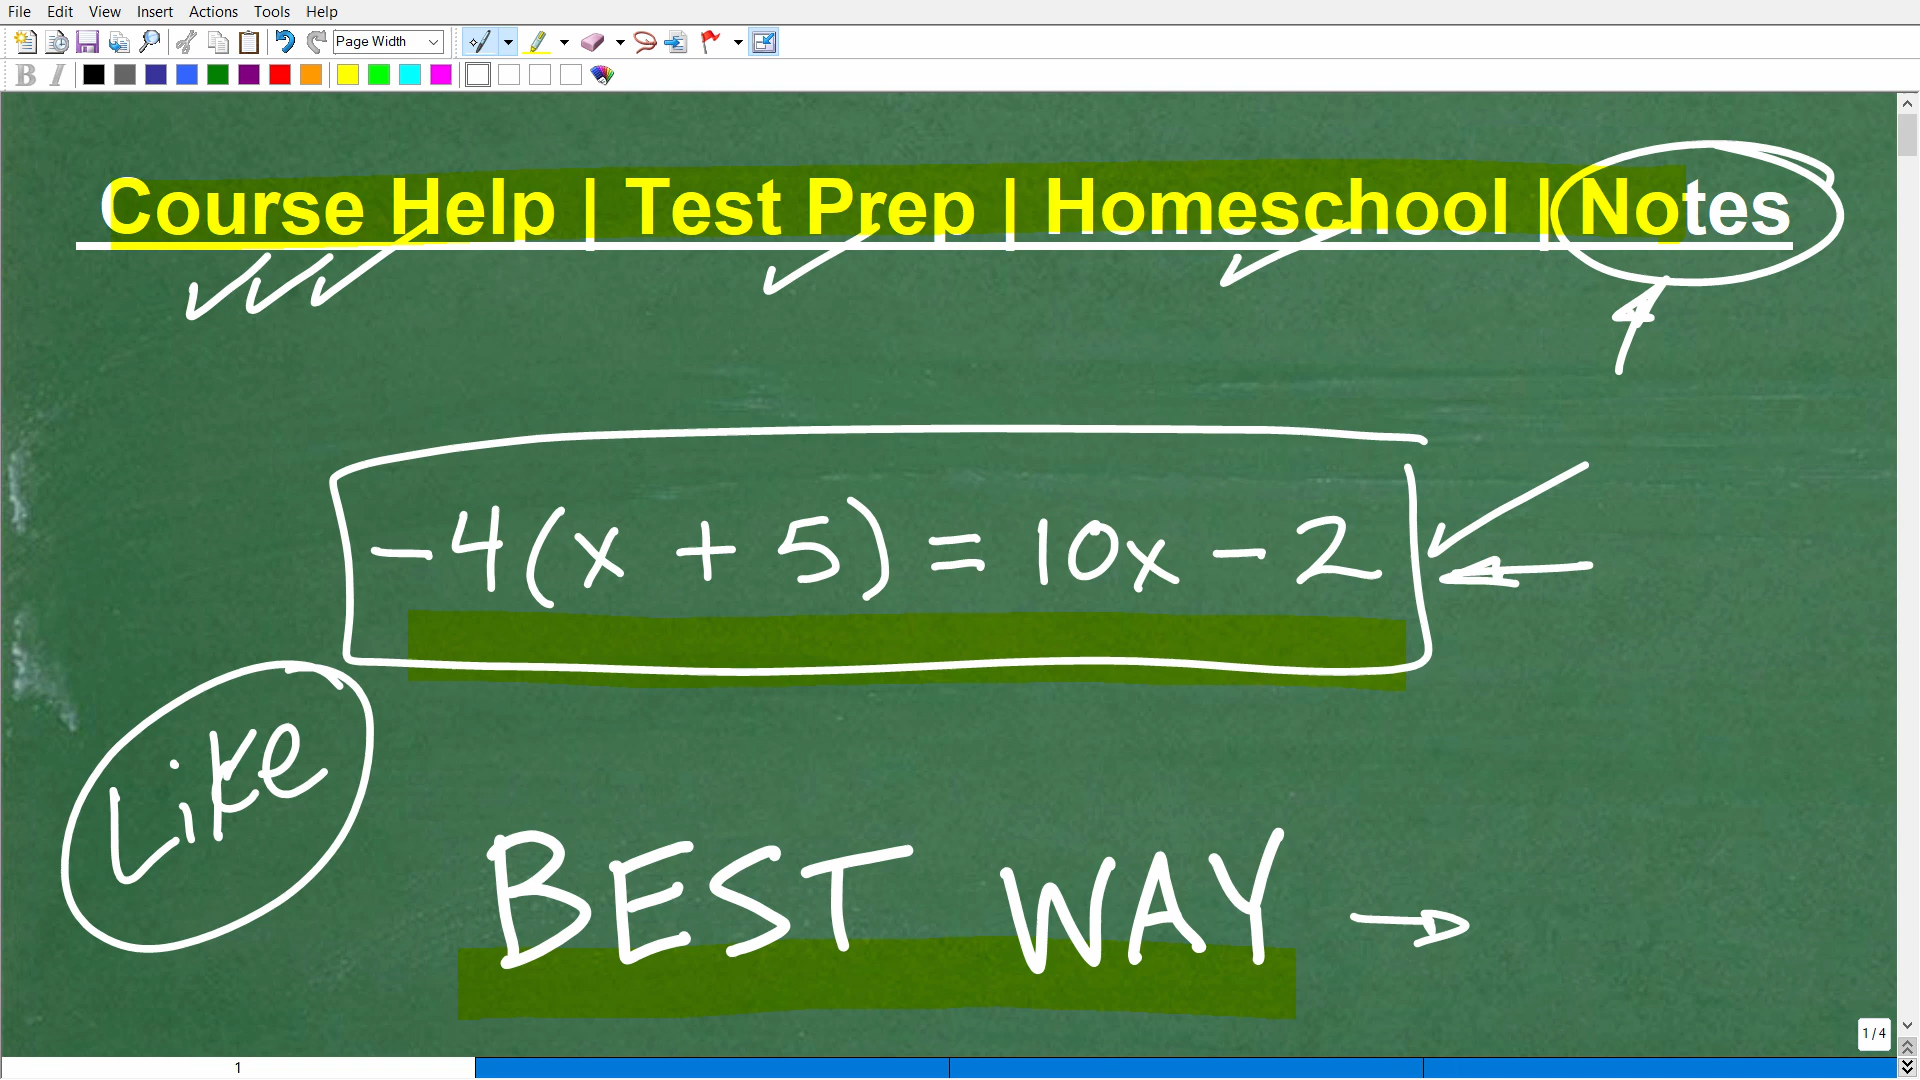 File Edit View Insert Actions Tools Help
Page Width
B I
Course Help | Test Prep | Homeschool | Notes
-4(x + 5) = 10x - 2
Like
BEST WAY →
1 / 4
1